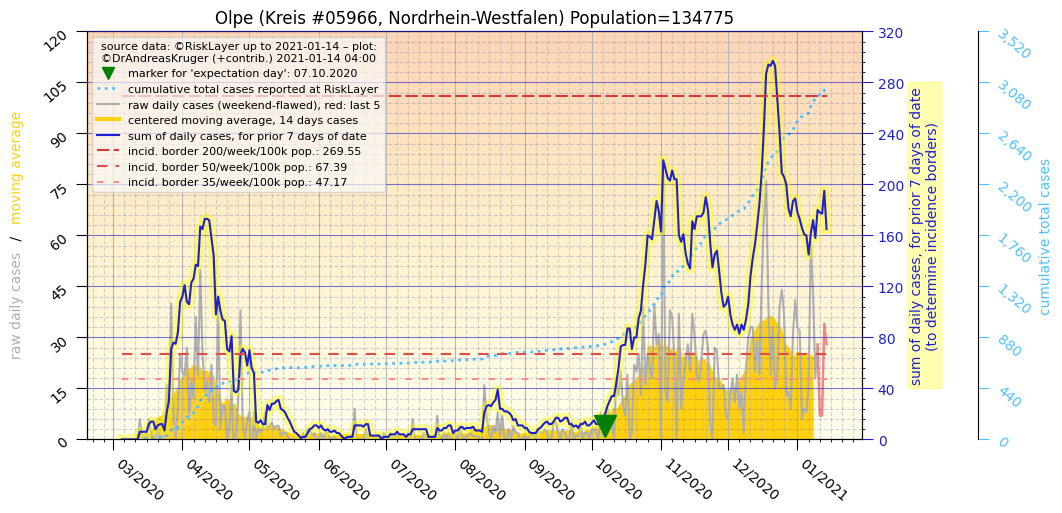 Olpe (Kreis #05966, Nordrhein-Westfalen) Population=134775
source data: ©RiskLayer up to 2021-01-14 – plot:
©DrAndreasKruger (+contrib.) 2021-01-14 04:00
marker for 'expectation day': 07.10.2020
cumulative total cases reported at RiskLayer
raw daily cases (weekend-flawed), red: last 5
centered moving average, 14 days cases
sum of daily cases, for prior 7 days of date
incid. border 200/week/100k pop.: 269.55
incid. border 50/week/100k pop.: 67.39
incid. border 35/week/100k pop.: 47.17
raw daily cases / moving average
120
105
90
75
60
45
30
15
0
03/2020
04/2020
05/2020
06/2020
07/2020
08/2020
09/2020
10/2020
11/2020
12/2020
01/2021
320
280
240
200
160
120
80
40
0
sum of daily cases, for prior 7 days of date
(to determine incidence borders)
3,520
3,080
2,640
2,200
1,760
1,320
880
440
0
cumulative total cases